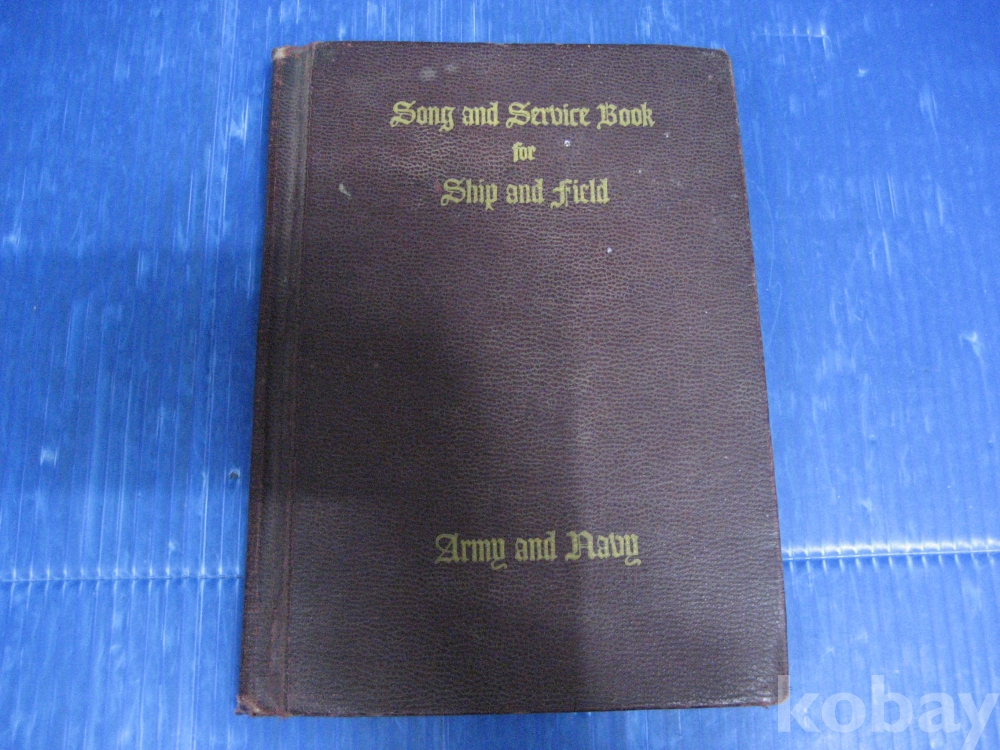 Song and Service Book
for
Ship and Field
Army and Navy
kobay